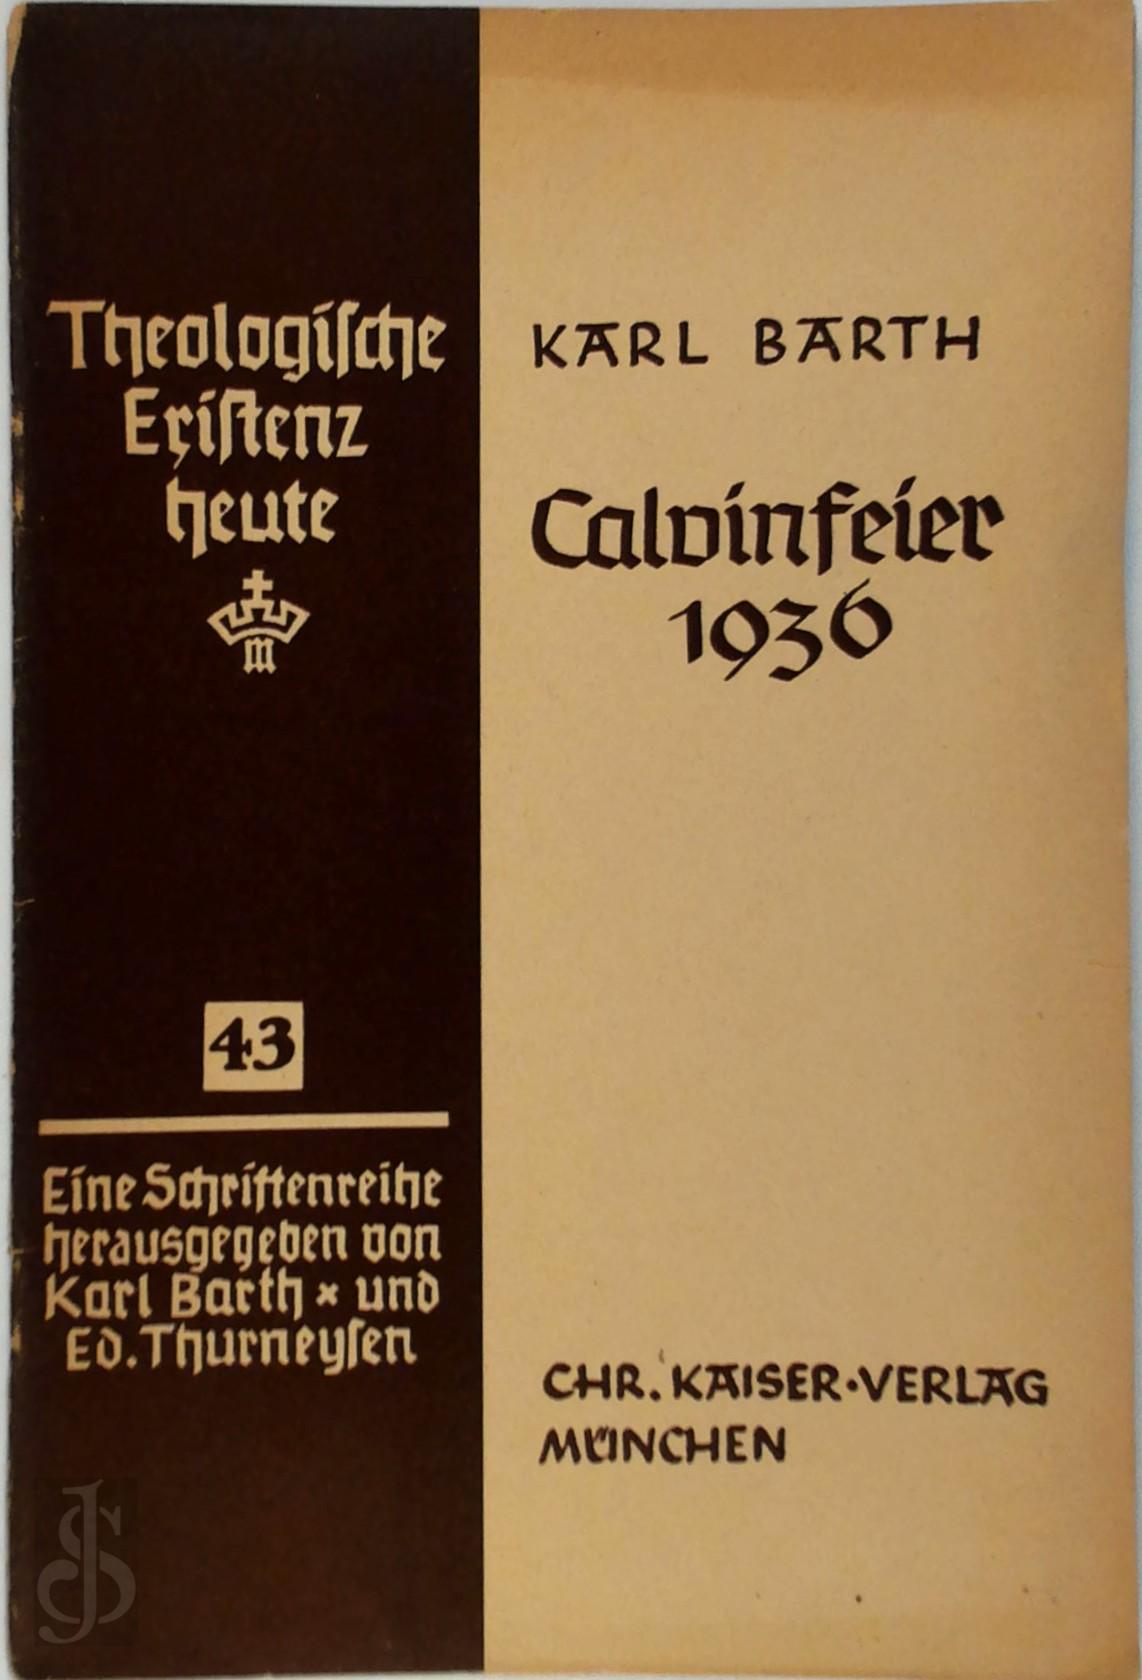 Theologische
Existenz
heute
43
Eine Schriftenreihe
herausgegeben von
Karl Barth × und
Ed. Thurneysen
KARL BARTH
Calvinfeier
1936
CHR. KAISER·VERLAG
MÜNCHEN